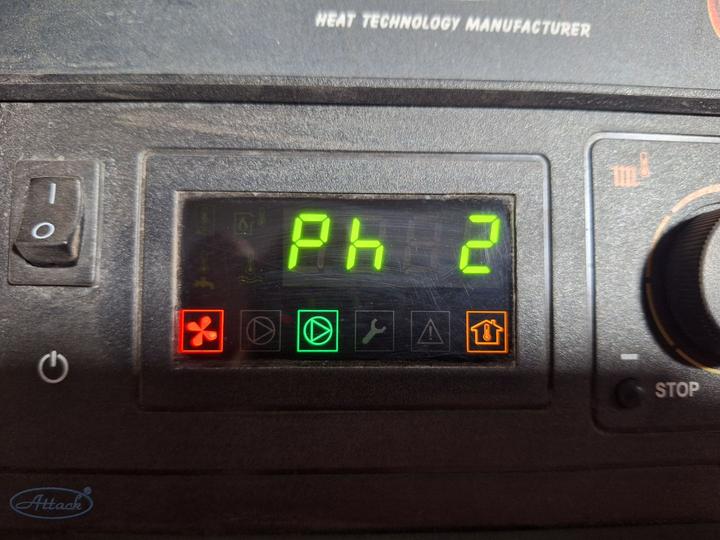 HEAT TECHNOLOGY MANUFACTURER
I
O
Ph 2
STOP
Attack®